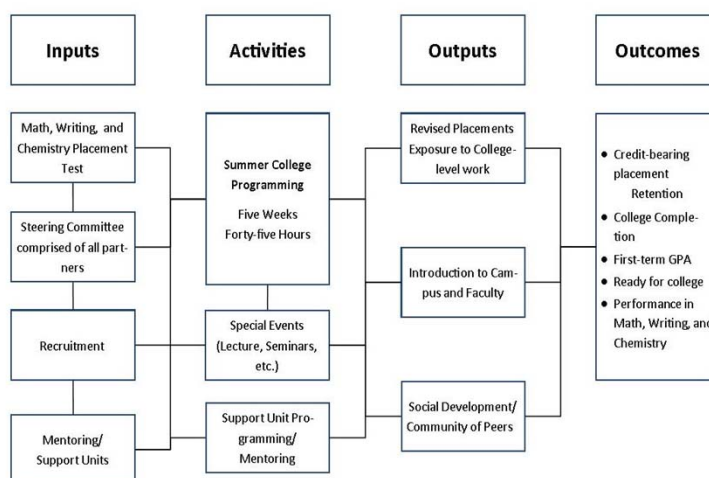 Inputs
Activities
Outputs
Outcomes
Math, Writing, and
Chemistry Placement
Test
Steering Committee
comprised of all part-
ners
Recruitment
Mentoring/
Support Units
Summer College
Programming
Five Weeks
Forty-five Hours
Special Events
(Lecture, Seminars,
etc.)
Support Unit Pro-
gramming/
Mentoring
Revised Placements
Exposure to College-
level work
Introduction to Cam-
pus and Faculty
Social Development/
Community of Peers
• Credit-bearing
placement
Retention
• College Comple-
tion
• First-term GPA
• Ready for college
• Performance in
Math, Writing, and
Chemistry